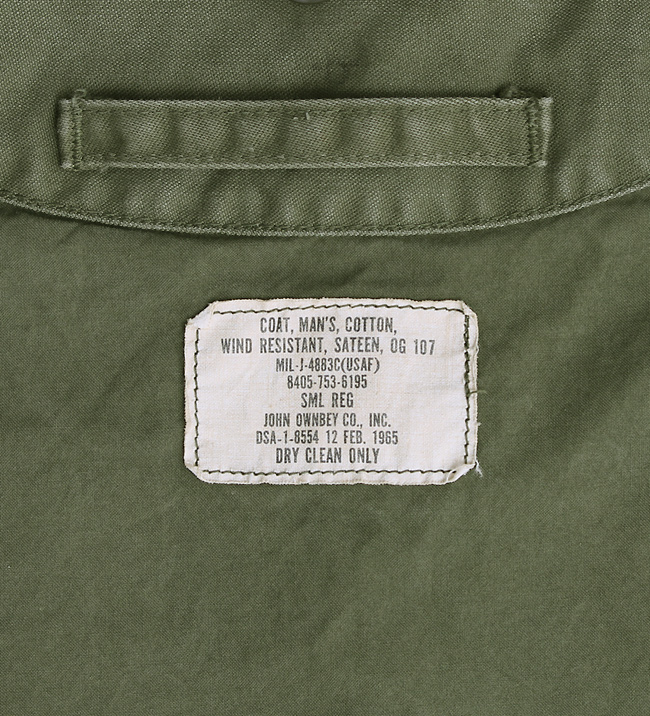 COAT, MAN'S, COTTON,
WIND RESISTANT, SATEEN, OG 107
MIL-J-4883C(USAF)
8405-753-6195
SML REG
JOHN OWNBEY CO., INC.
DSA-1-8554 12 FEB. 1965
DRY CLEAN ONLY